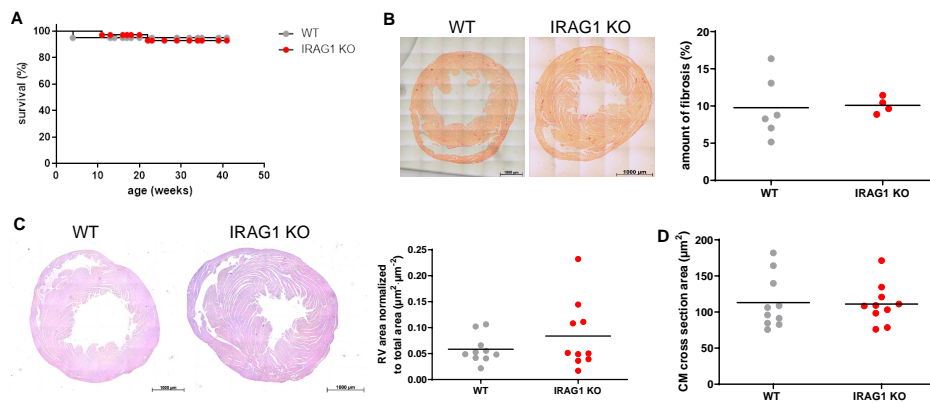 A
survival (%)
100
80
60
40
20
0
0 10 20 30 40 50
age (weeks)
WT
IRAG1 KO
B
WT IRAG1 KO
1000 µm
1000 µm
amount of fibrosis (%)
20
15
10
5
0
WT IRAG1 KO
C
WT IRAG1 KO
1000 µm
1000 µm
RV area normalized
to total area (µm²·µm⁻²)
0.25
0.20
0.15
0.10
0.05
0.00
WT IRAG1 KO
D
CM cross section area (µm²)
200
150
100
50
0
WT IRAG1 KO